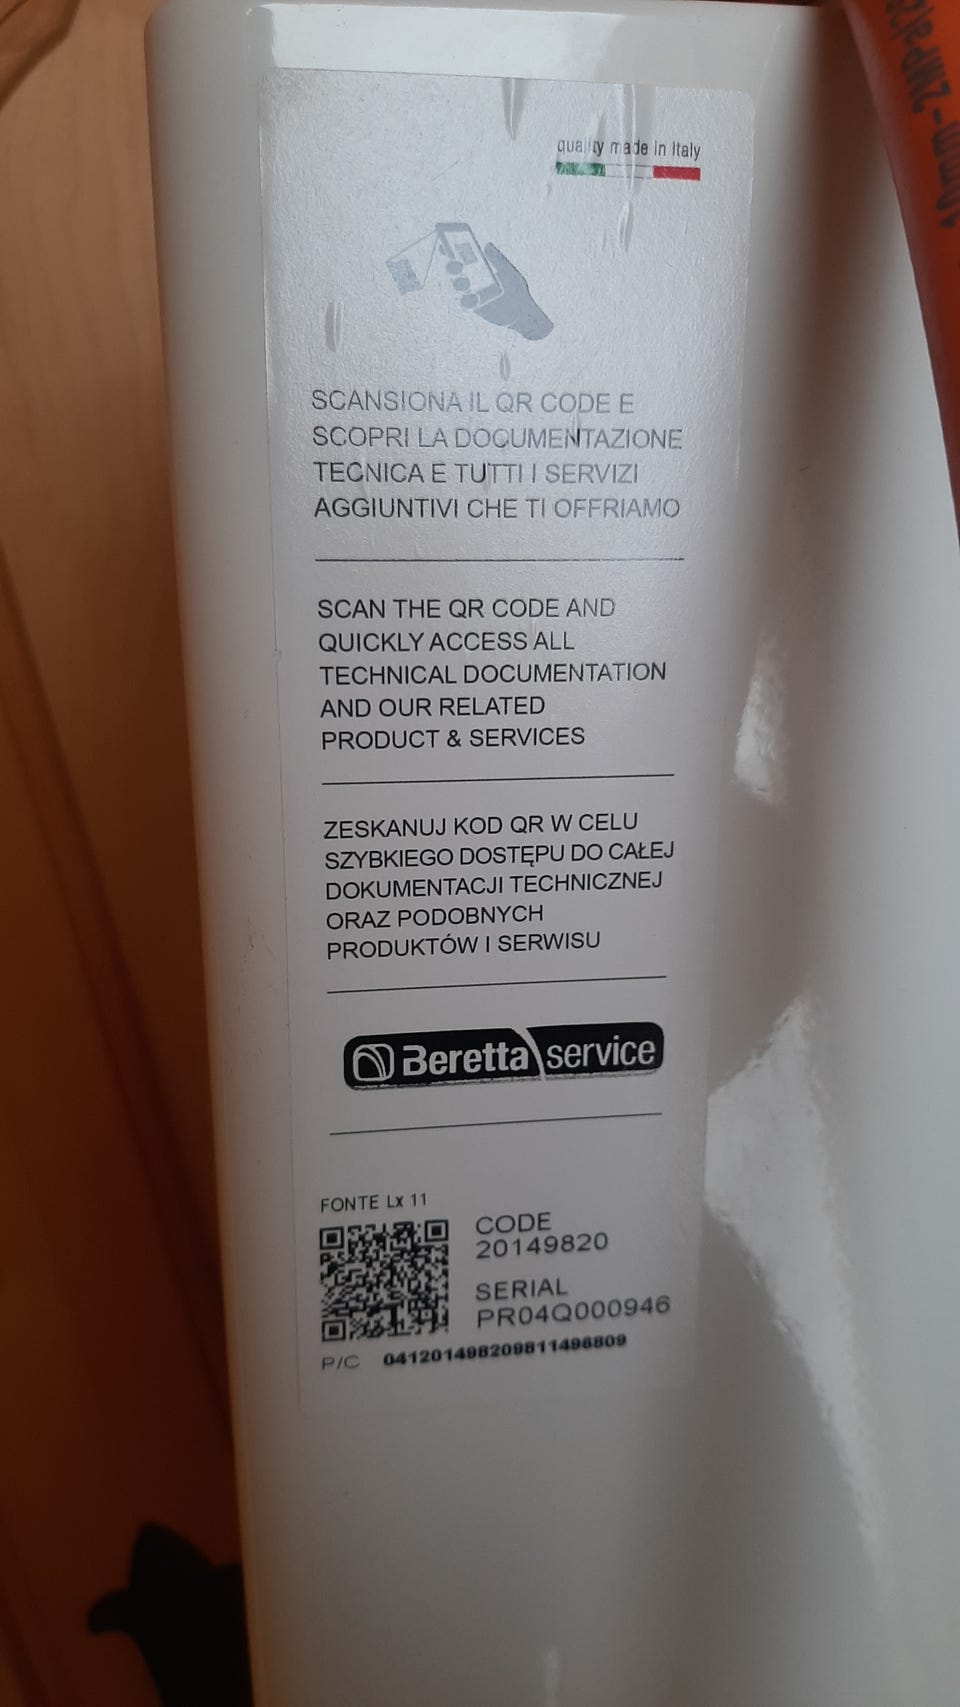 quality made in Italy
SCANSIONA IL QR CODE E
SCOPRI LA DOCUMENTAZIONE
TECNICA E TUTTI I SERVIZI
AGGIUNTIVI CHE TI OFFRIAMO
SCAN THE QR CODE AND
QUICKLY ACCESS ALL
TECHNICAL DOCUMENTATION
AND OUR RELATED
PRODUCT & SERVICES
ZESKANUJ KOD QR W CELU
SZYBKIEGO DOSTĘPU DO CAŁEJ
DOKUMENTACJI TECHNICZNEJ
ORAZ PODOBNYCH
PRODUKTÓW I SERWISU
Beretta service
FONTE Lx 11
CODE
20149820
SERIAL
PR04Q000946
P/C 041201498209811496809